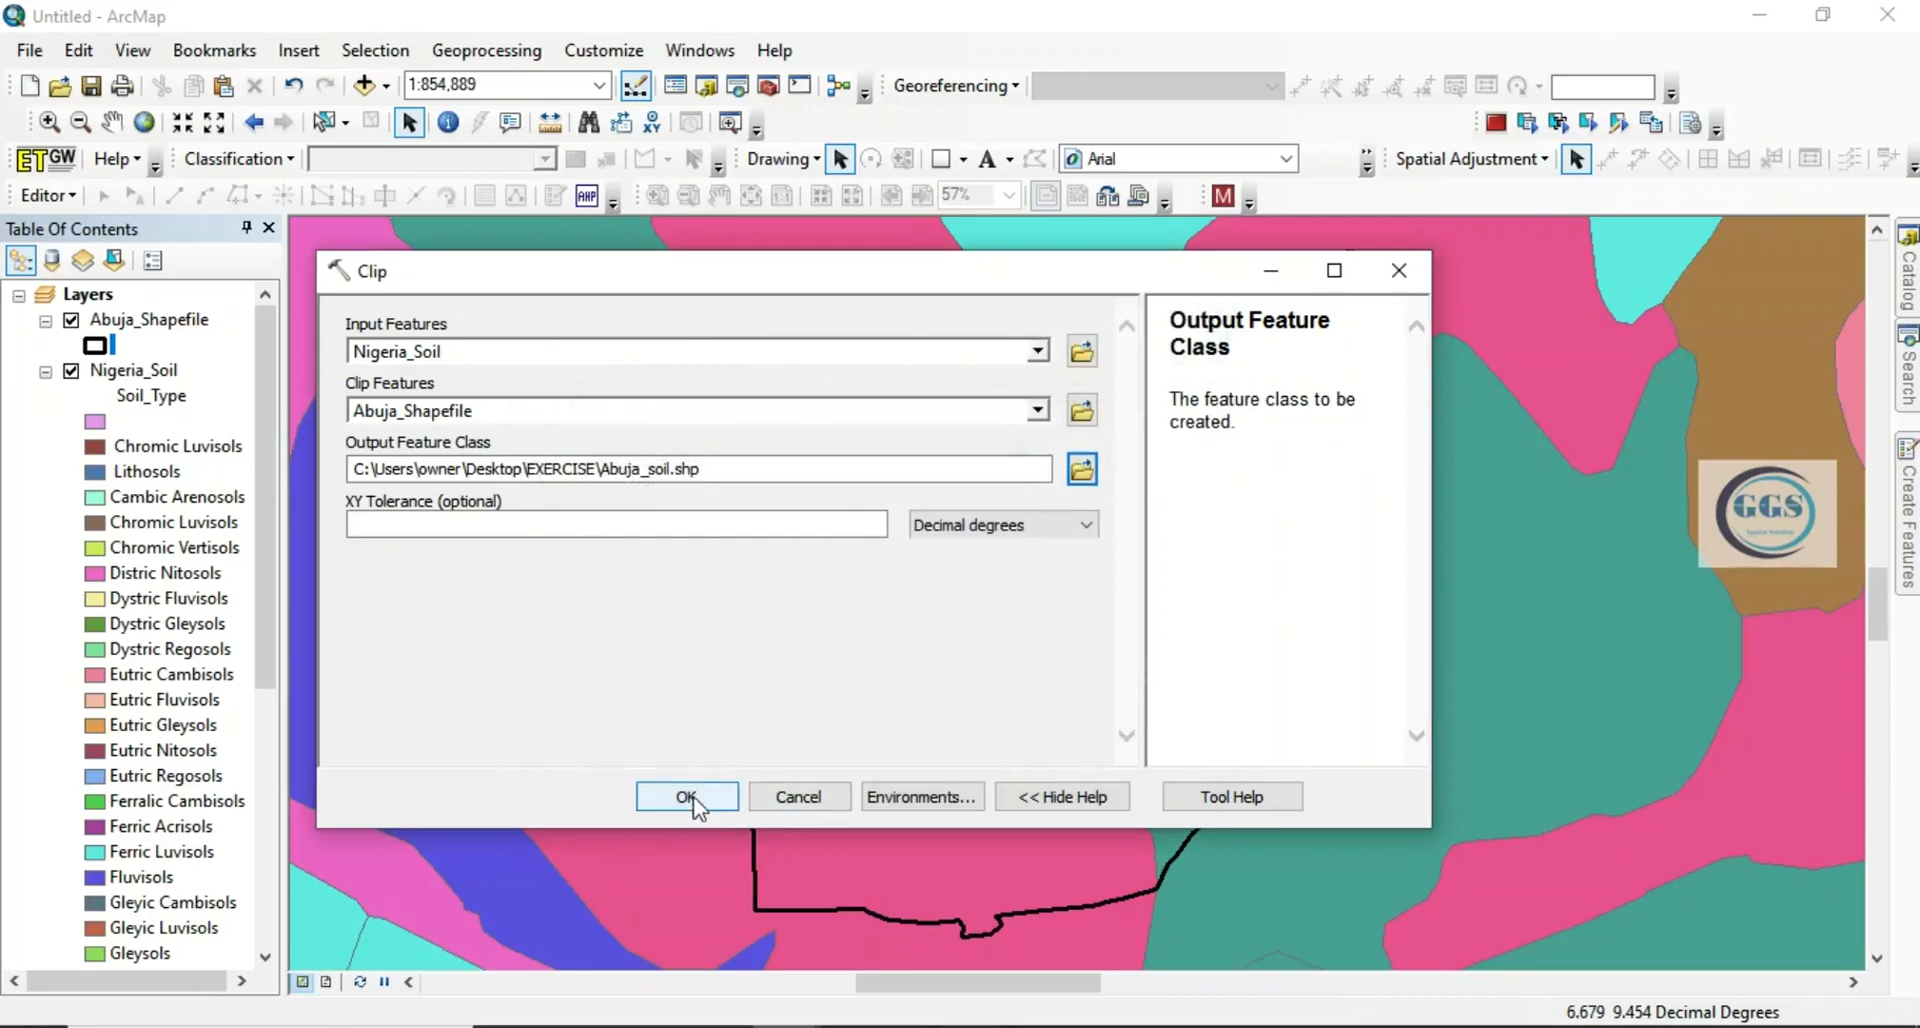 Untitled - ArcMap
File Edit View Bookmarks Insert Selection Geoprocessing Customize Windows Help
1:854,889
Georeferencing
XY
ET GW Help
Classification
Drawing
A
Arial
Spatial Adjustment
Editor
AHP
57%
M
Table Of Contents
Layers
Abuja_Shapefile
Nigeria_Soil
Soil_Type
Chromic Luvisols
Lithosols
Cambic Arenosols
Chromic Luvisols
Chromic Vertisols
Distric Nitosols
Dystric Fluvisols
Dystric Gleysols
Dystric Regosols
Eutric Cambisols
Eutric Fluvisols
Eutric Gleysols
Eutric Nitosols
Eutric Regosols
Ferralic Cambisols
Ferric Acrisols
Ferric Luvisols
Fluvisols
Gleyic Cambisols
Gleyic Luvisols
Gleysols
Clip
Input Features
Nigeria_Soil
Clip Features
Abuja_Shapefile
Output Feature Class
C:\Users\owner\Desktop\EXERCISE\Abuja_soil.shp
XY Tolerance (optional)
Decimal degrees
OK Cancel Environments... << Hide Help Tool Help
Output Feature
Class
The feature class to be
created.
GGS
Catalog
Search
Create Features
6.679 9.454 Decimal Degrees